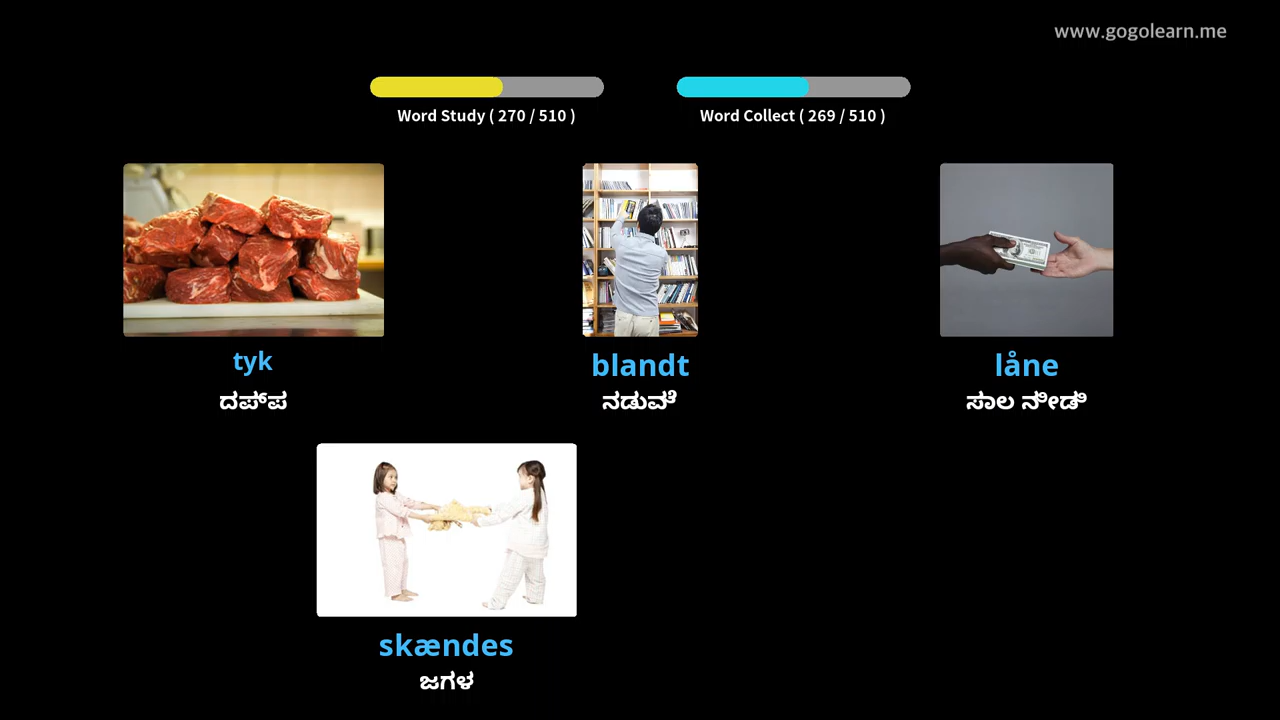 www.gogolearn.me
Word Study ( 270 / 510 )
Word Collect ( 269 / 510 )
tyk
ದಪ್ಪ
blandt
ನಡುವೆ
låne
ಸಾಲ ನೀಡಿ
skændes
ಜಗಳ